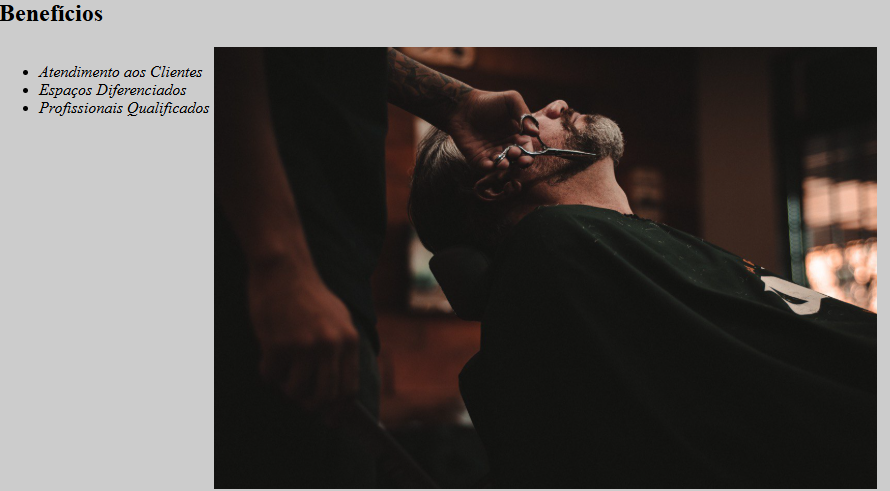 Benefícios
Atendimento aos Clientes
Espaços Diferenciados
Profissionais Qualificados